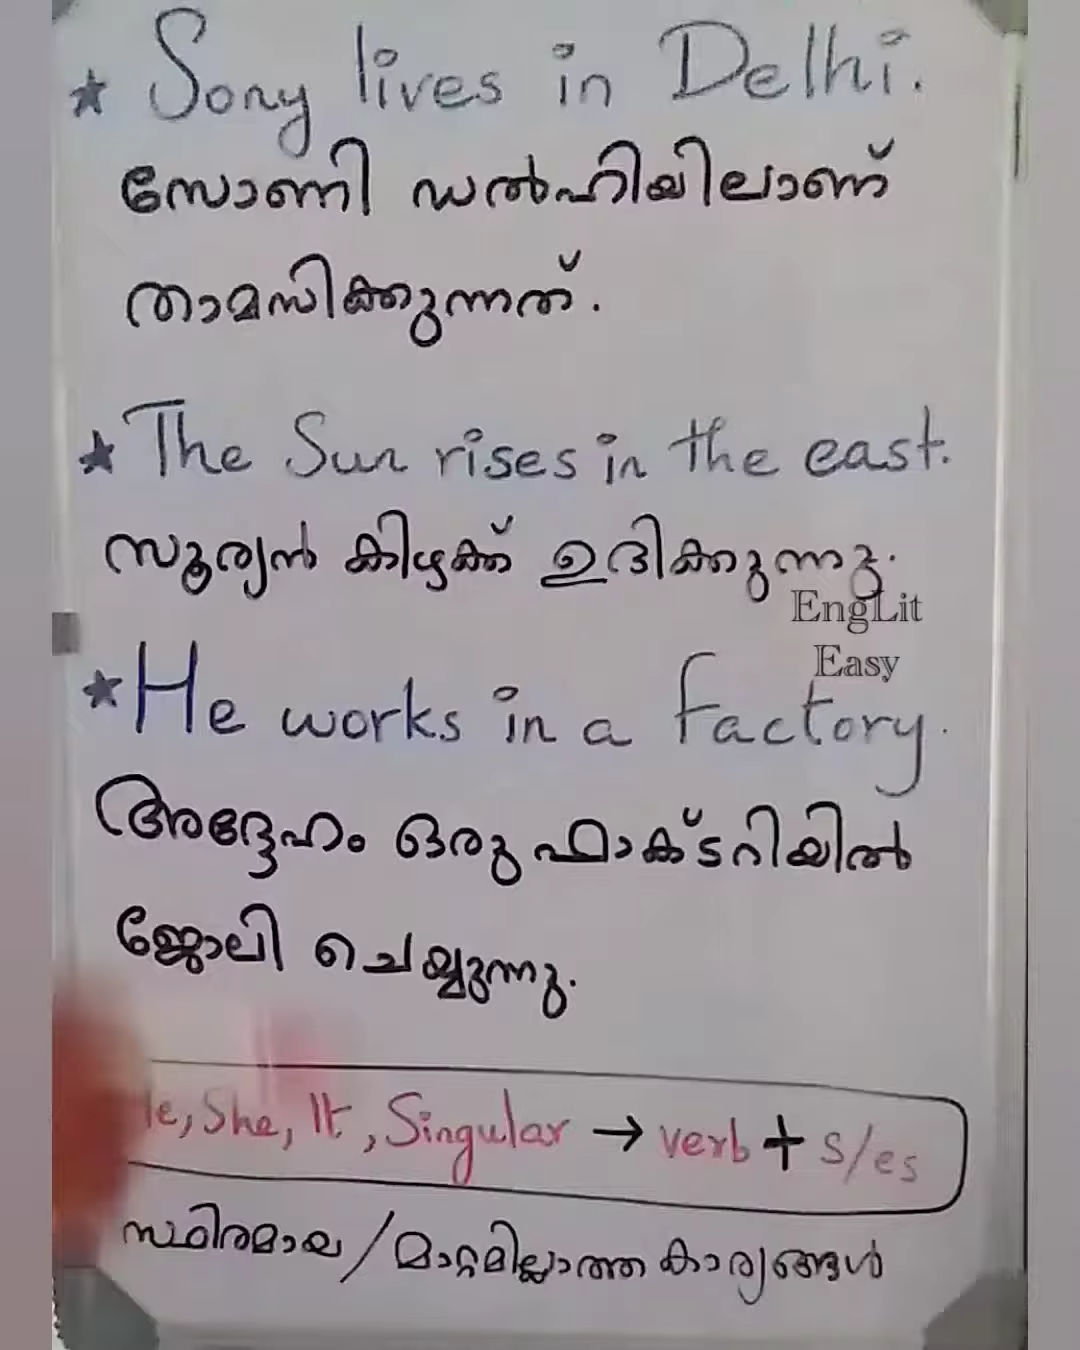 ★ Sony lives in Delhi.
സോണി ഡൽഹിയിലാണ്
താമസിക്കുന്നത്.
★ The Sun rises in the east.
സൂര്യൻ കിഴക്ക് ഉദിക്കുന്നു.
EngLit
Easy
★ He works in a factory.
അദ്ദേഹം ഒരു ഫാക്ടറിയിൽ
ജോലി ചെയ്യുന്നു.
She, It, Singular → verb + s/es
സ്ഥിരമായ / മാറ്റമില്ലാത്ത കാര്യങ്ങൾ